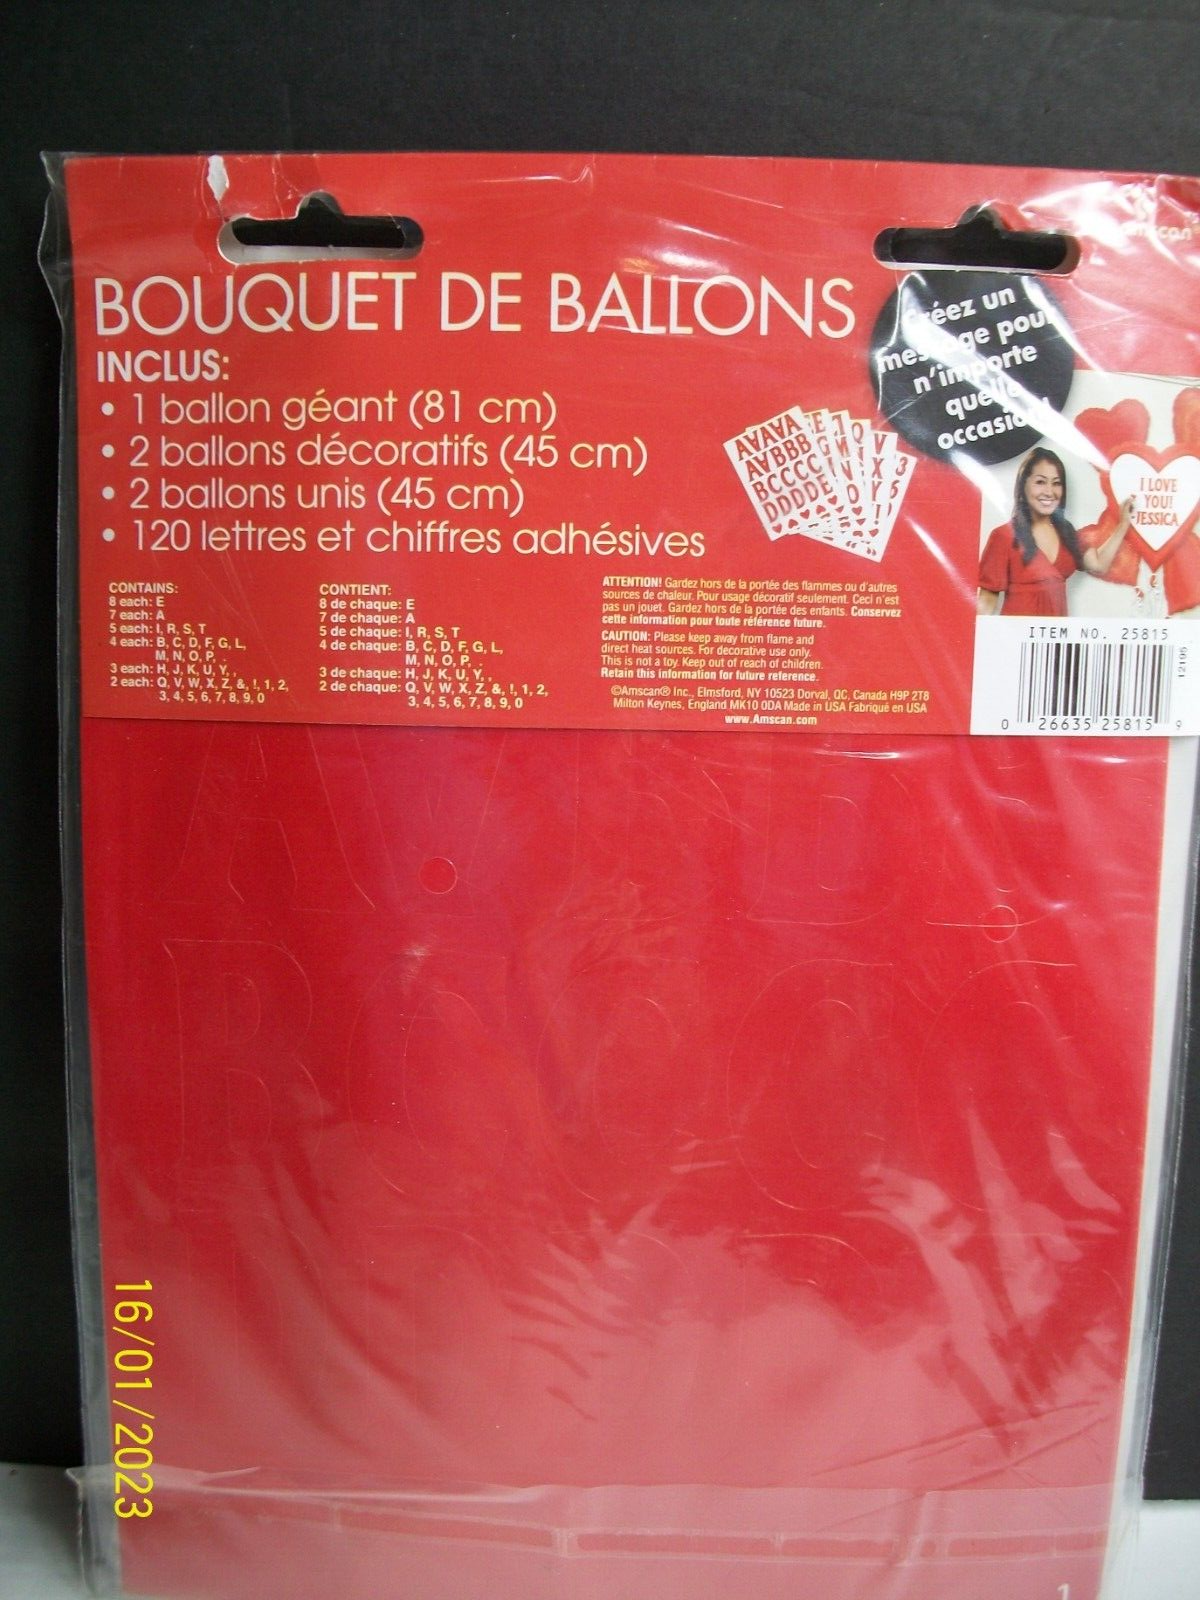 amscan
BOUQUET DE BALLONS
INCLUS:
• 1 ballon géant (81 cm)
• 2 ballons décoratifs (45 cm)
• 2 ballons unis (45 cm)
• 120 lettres et chiffres adhésives
Créez un
message pour
n'importe
quelle
occasion!
AAAAA
AABBB
BCCCC
DDDDE
I LOVE
YOU!
JESSICA
CONTAINS:
8 each: E
7 each: A
5 each: I, R, S, T
4 each: B, C, D, F, G, L,
M, N, O, P, .
3 each: H, J, K, U, Y, ,
2 each: Q, V, W, X, Z, &, !, 1, 2,
3, 4, 5, 6, 7, 8, 9, 0
CONTIENT:
8 de chaque: E
7 de chaque: A
5 de chaque: I, R, S, T
4 de chaque: B, C, D, F, G, L,
M, N, O, P, .
3 de chaque: H, J, K, U, Y, ,
2 de chaque: Q, V, W, X, Z, &, !, 1, 2,
3, 4, 5, 6, 7, 8, 9, 0
ATTENTION! Gardez hors de la portée des flammes ou d'autres
sources de chaleur. Pour usage décoratif seulement. Ceci n'est
pas un jouet. Gardez hors de la portée des enfants. Conservez
cette information pour toute référence future.
CAUTION: Please keep away from flame and
direct heat sources. For decorative use only.
This is not a toy. Keep out of reach of children.
Retain this information for future reference.
©Amscan® Inc., Elmsford, NY 10523 Dorval, QC, Canada H9P 2T8
Milton Keynes, England MK10 0DA Made in USA Fabriqué en USA
www.Amscan.com
ITEM NO. 25815
12195
0 26635 25815 9
16/01/2023
1